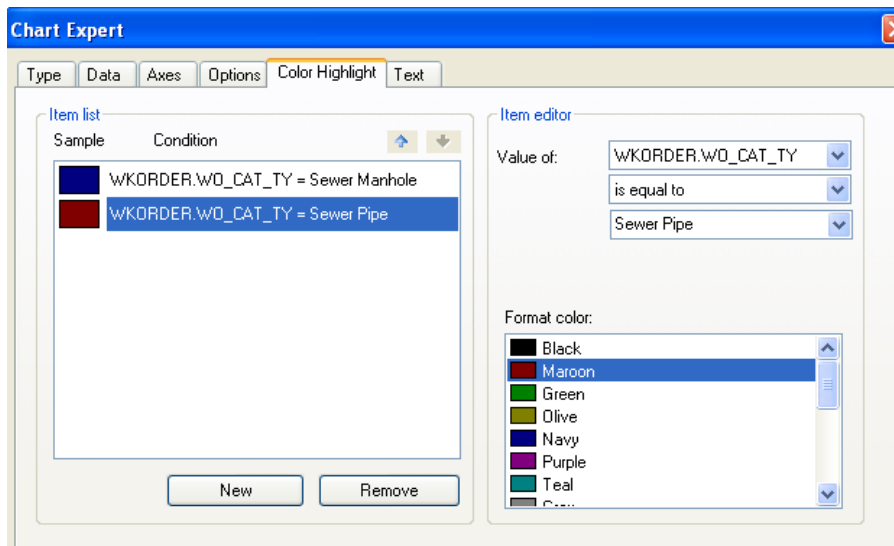 Chart Expert
Type Data Axes Options Color Highlight Text
Item list
Sample Condition
WKORDER.WO_CAT_TY = Sewer Manhole
WKORDER.WO_CAT_TY = Sewer Pipe
New Remove
Item editor
Value of: WKORDER.WO_CAT_TY
is equal to
Sewer Pipe
Format color:
Black
Maroon
Green
Olive
Navy
Purple
Teal